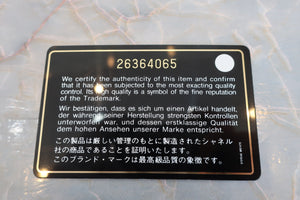 26364065
We certify the authenticity of this item and confirm
that it has been subjected to the most exacting quality
control. Its high quality is a symbol of the fine reputation
of the Trademark.
Wir bestätigen, dass es sich um einen Artikel handelt,
der während seiner Herstellung strengsten Kontrollen
unterworfen war, und dessen erstklassige Qualität
dem hohen Ansehen unserer Marke entspricht.
この製品は厳しい管理のもとに製造されたシャネル
社の商品であることを証明いたします。
このブランド・マークは最高級品質の象徴です。